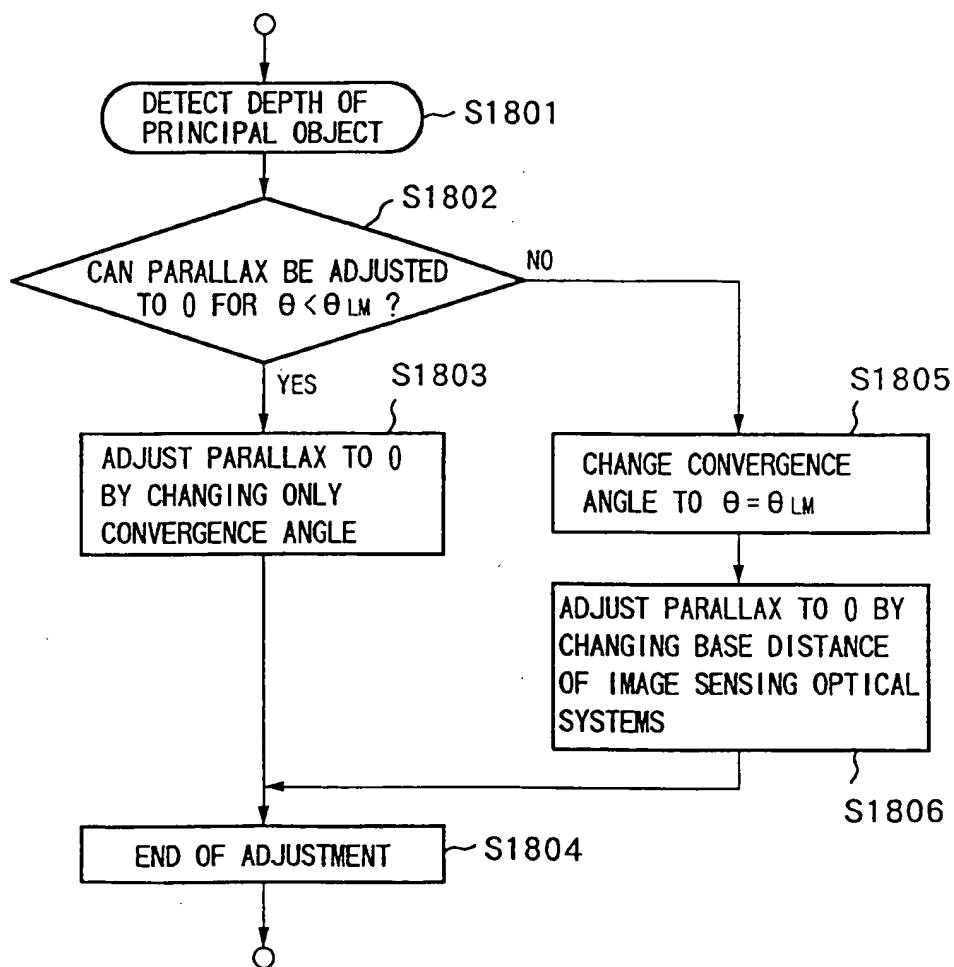 DETECT DEPTH OF
PRINCIPAL OBJECT
S1801
S1802
CAN PARALLAX BE ADJUSTED
TO 0 FOR θ < θLM ?
NO
YES
S1803
ADJUST PARALLAX TO 0
BY CHANGING ONLY
CONVERGENCE ANGLE
S1805
CHANGE CONVERGENCE
ANGLE TO θ = θLM
ADJUST PARALLAX TO 0 BY
CHANGING BASE DISTANCE
OF IMAGE SENSING OPTICAL
SYSTEMS
S1806
END OF ADJUSTMENT
S1804